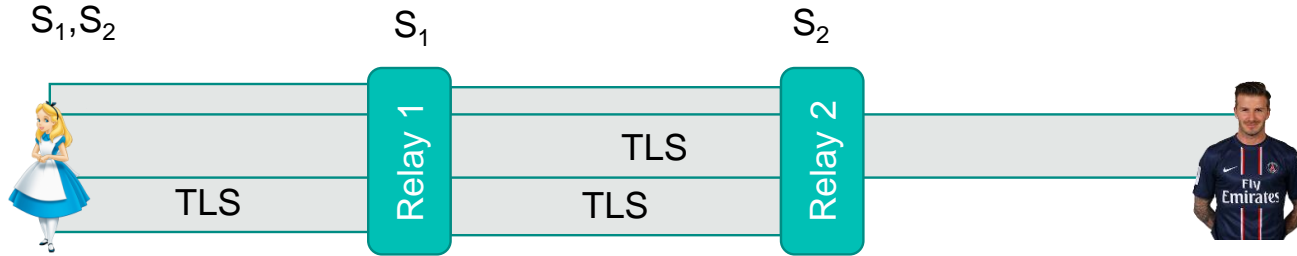 S₁,S₂
S₁
S₂
Relay 1
Relay 2
TLS
TLS
TLS
Fly
Emirates